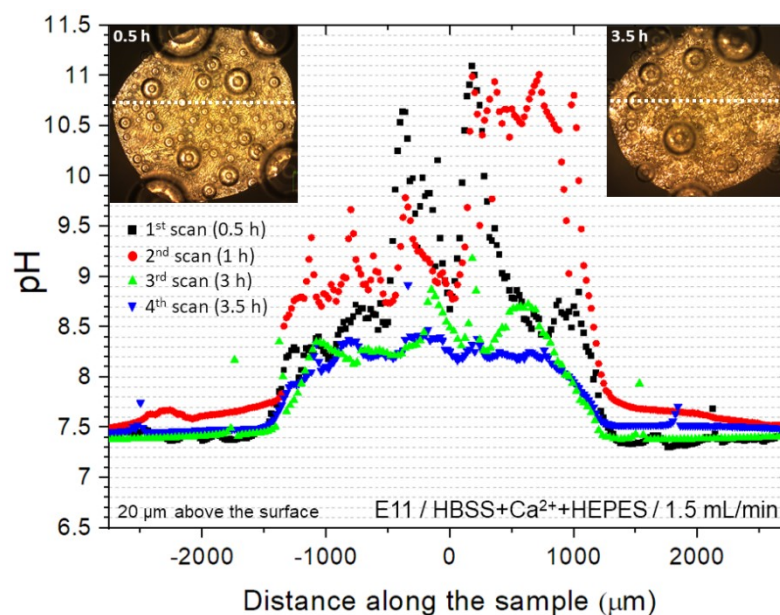 11.5
11
10.5
10
9.5
9
8.5
8
7.5
7
6.5
pH
0.5 h
3.5 h
1st scan (0.5 h)
2nd scan (1 h)
3rd scan (3 h)
4th scan (3.5 h)
20 µm above the surface
E11 / HBSS+Ca²⁺+HEPES / 1.5 mL/min
-2000
-1000
0
1000
2000
Distance along the sample (µm)